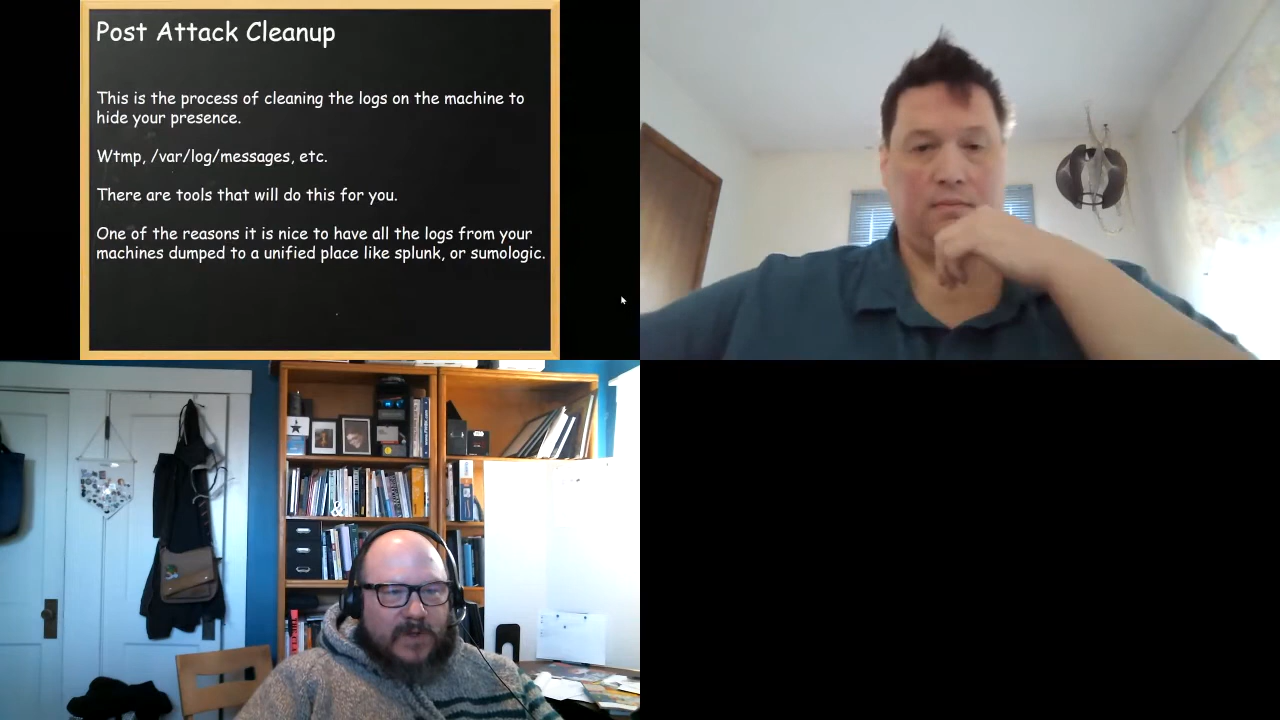 Post Attack Cleanup
This is the process of cleaning the logs on the machine to
hide your presence.
Wtmp, /var/log/messages, etc.
There are tools that will do this for you.
One of the reasons it is nice to have all the logs from your
machines dumped to a unified place like splunk, or sumologic.